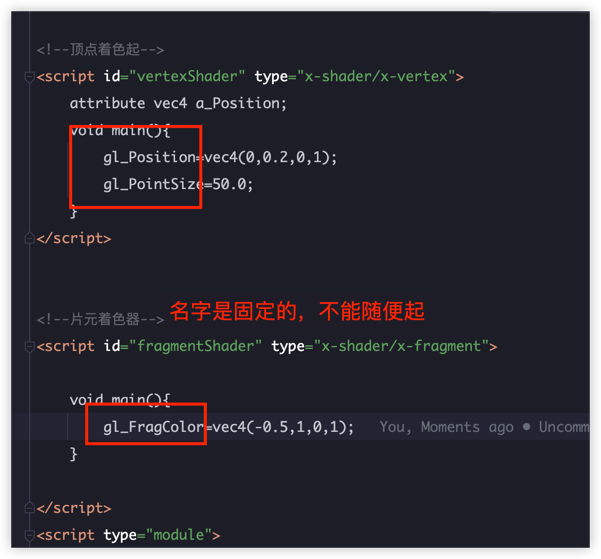 <!--顶点着色起-->
<script id="vertexShader" type="x-shader/x-vertex">
attribute vec4 a_Position;
void main(){
gl_Position=vec4(0,0.2,0,1);
gl_PointSize=50.0;
}
</script>
<!--片元着色器--> 名字是固定的，不能随便起
<script id="fragmentShader" type="x-shader/x-fragment">
void main(){
gl_FragColor=vec4(-0.5,1,0,1); You, Moments ago ● Uncomm
}
</script>
<script type="module">